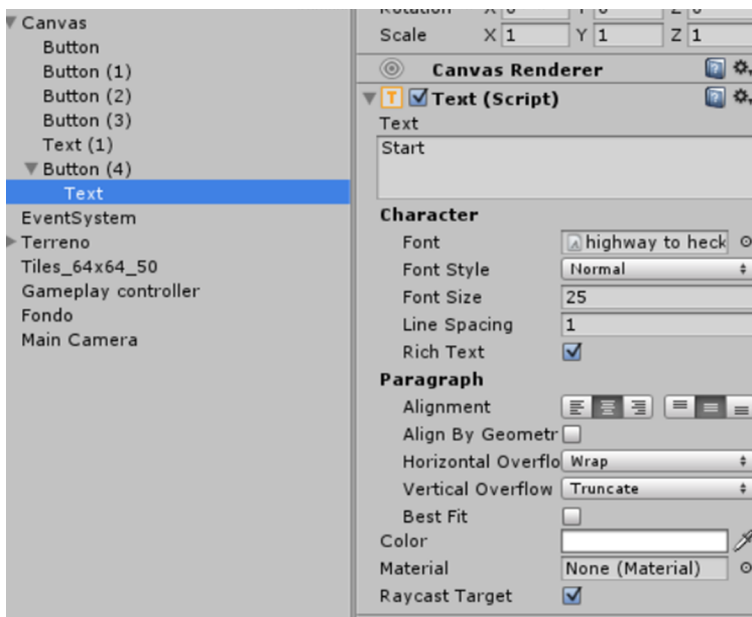 Canvas
Button
Button (1)
Button (2)
Button (3)
Text (1)
Button (4)
Text
EventSystem
Terreno
Tiles_64x64_50
Gameplay controller
Fondo
Main Camera
Scale X 1 Y 1 Z 1
Canvas Renderer
T Text (Script)
Text
Start
Character
Font highway to heck
Font Style Normal
Font Size 25
Line Spacing 1
Rich Text
Paragraph
Alignment
Align By Geometr
Horizontal Overflo Wrap
Vertical Overflow Truncate
Best Fit
Color
Material None (Material)
Raycast Target